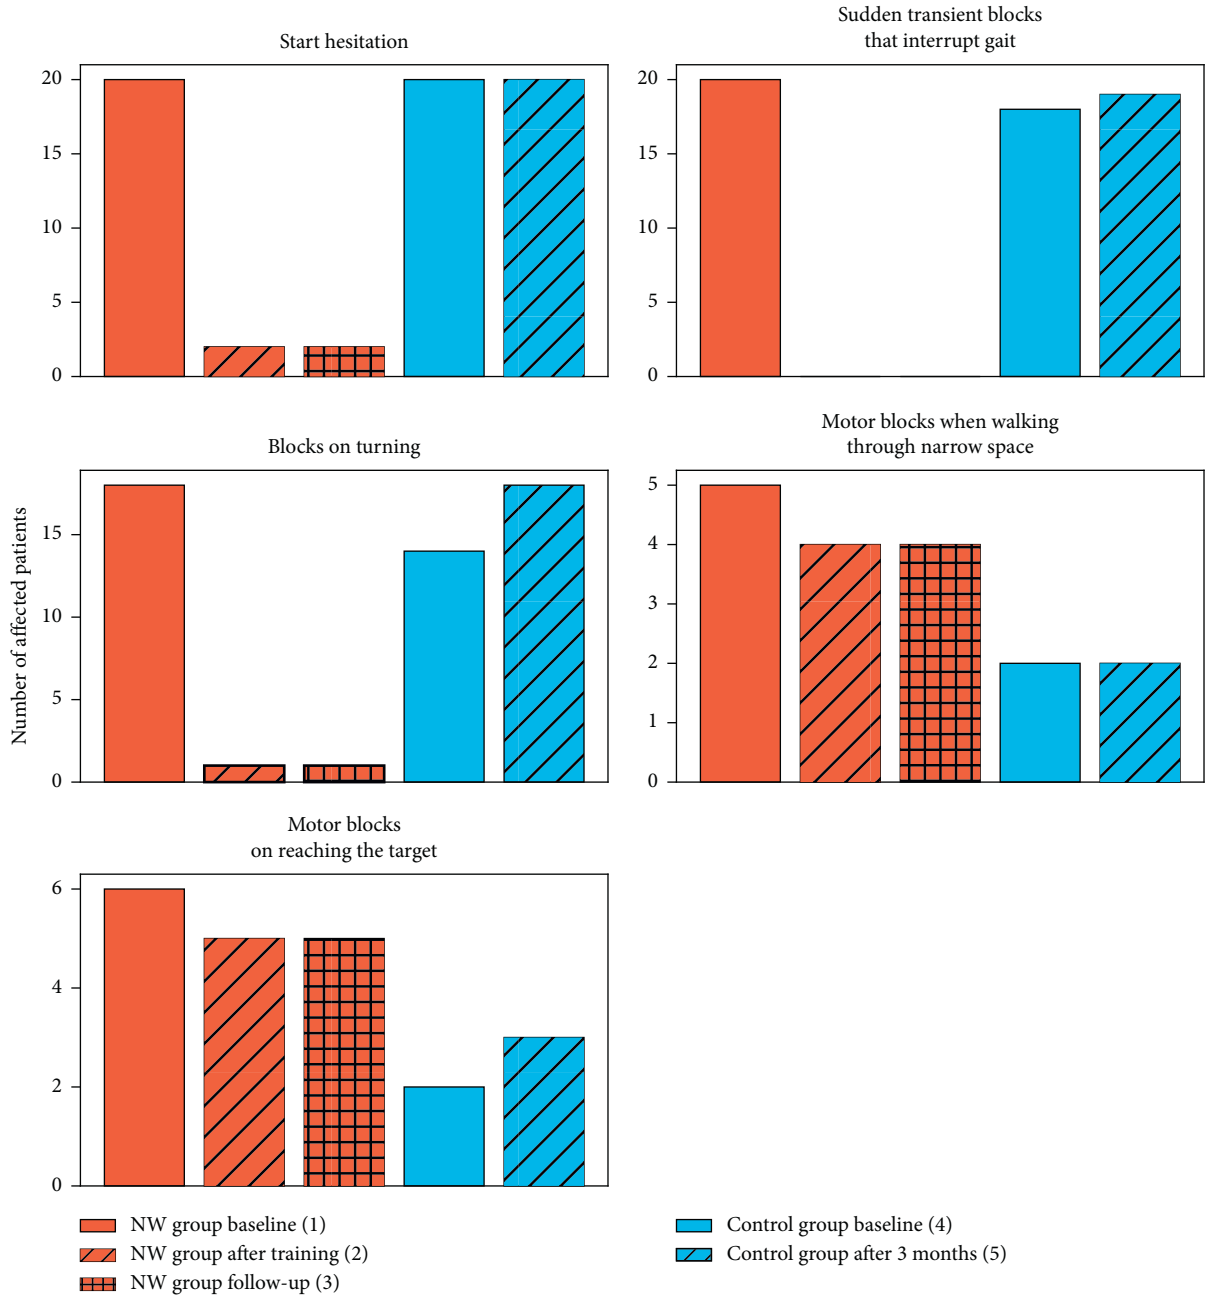 Start hesitation
20
15
10
5
0
Sudden transient blocks
that interrupt gait
20
15
10
5
0
Number of affected patients
Blocks on turning
15
10
5
0
Motor blocks when walking
through narrow space
5
4
3
2
1
0
Motor blocks
on reaching the target
6
4
2
0
NW group baseline (1)
NW group after training (2)
NW group follow-up (3)
Control group baseline (4)
Control group after 3 months (5)